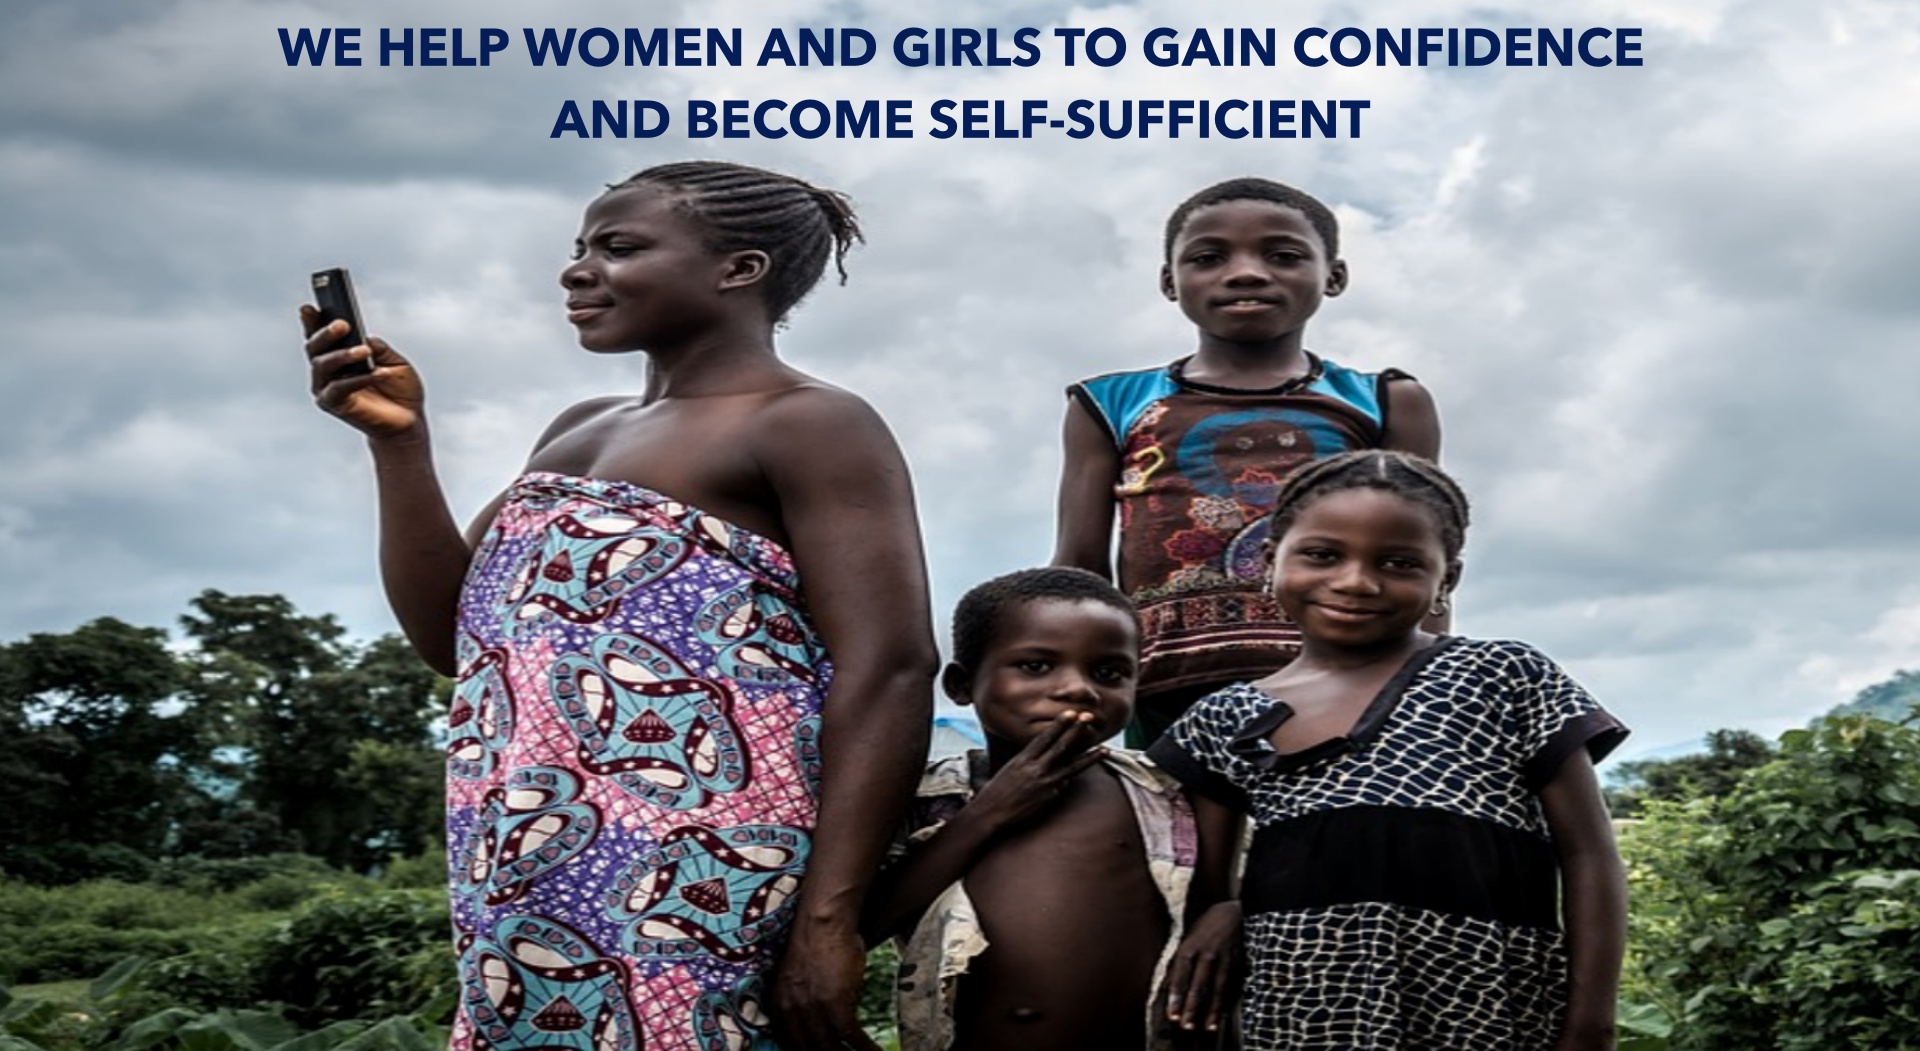 WE HELP WOMEN AND GIRLS TO GAIN CONFIDENCE
AND BECOME SELF-SUFFICIENT